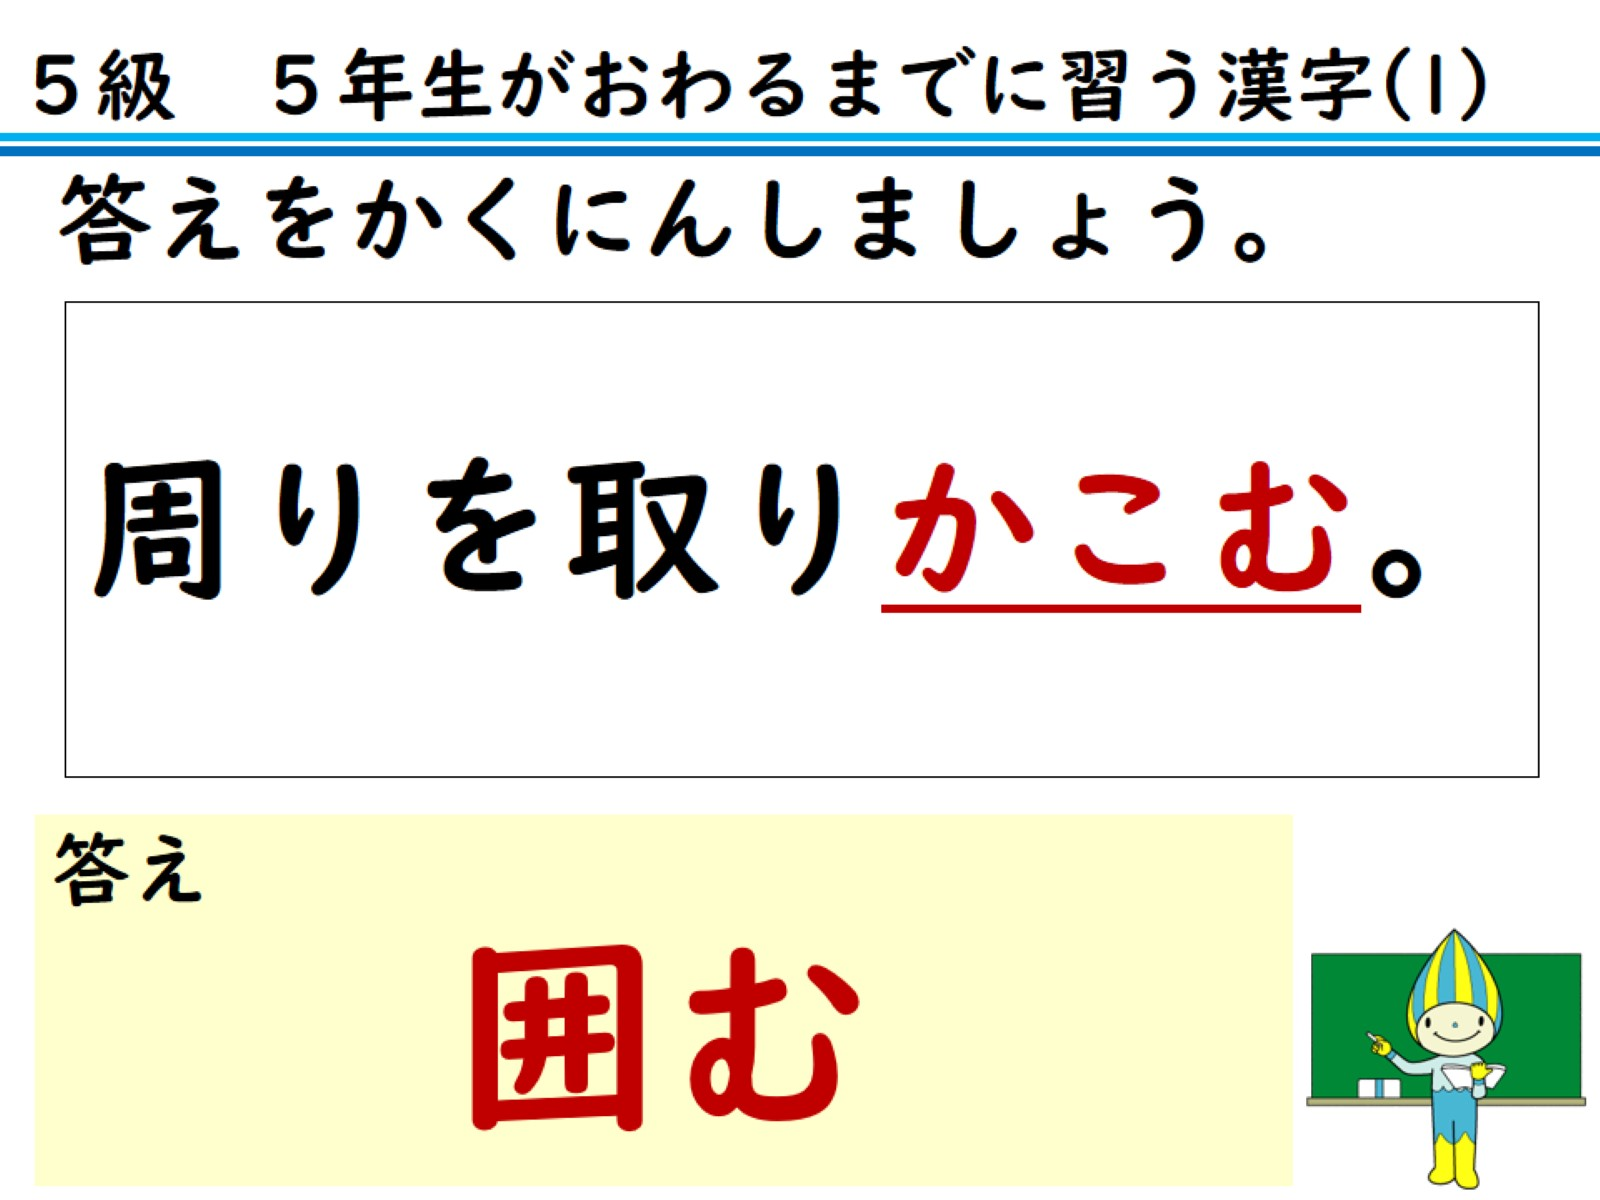 ５級　５年生がおわるまでに習う漢字(1)
答えをかくにんしましょう。
周りを取りかこむ。
答え
囲む